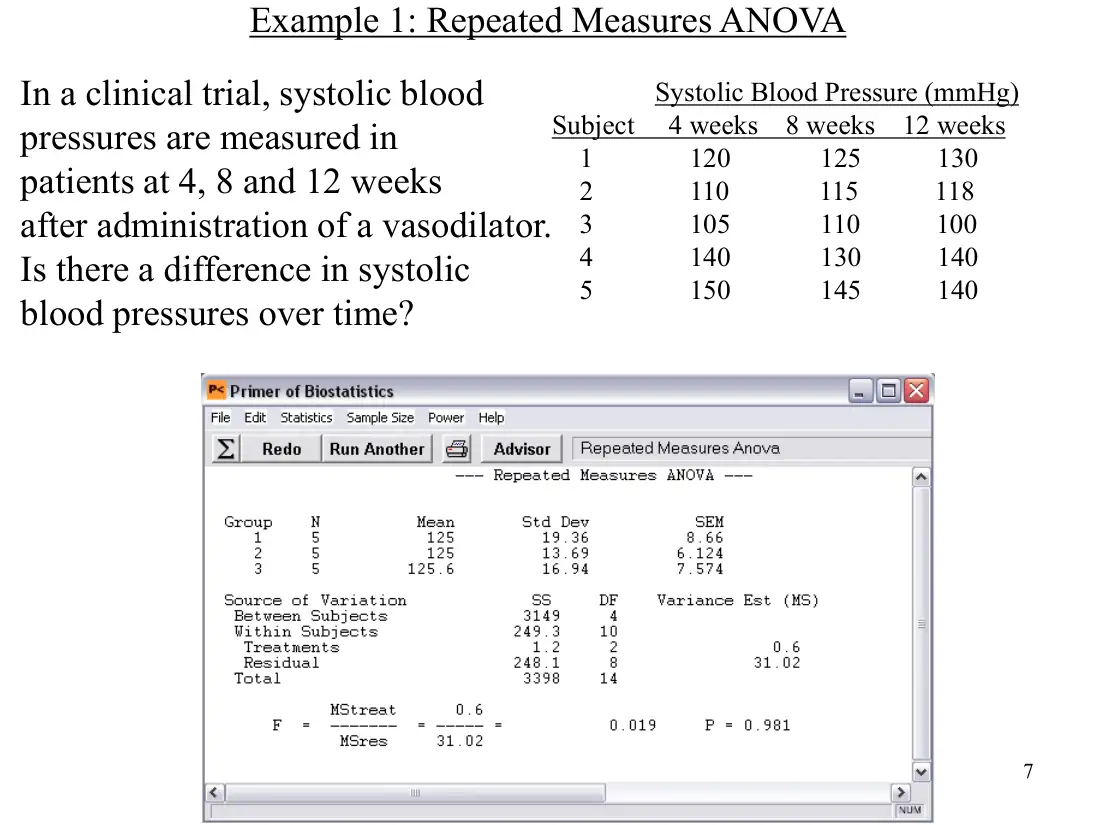 Example 1: Repeated Measures ANOVA
In a clinical trial, systolic blood
pressures are measured in
patients at 4, 8 and 12 weeks
after administration of a vasodilator.
Is there a difference in systolic
blood pressures over time?
Systolic Blood Pressure (mmHg)
Subject 4 weeks 8 weeks 12 weeks
1 120 125 130
2 110 115 118
3 105 110 100
4 140 130 140
5 150 145 140
P< Primer of Biostatistics
File Edit Statistics Sample Size Power Help
Σ Redo Run Another Advisor Repeated Measures Anova
--- Repeated Measures ANOVA ---
Group N Mean Std Dev SEM
1 5 125 19.36 8.66
2 5 125 13.69 6.124
3 5 125.6 16.94 7.574
Source of Variation SS DF Variance Est (MS)
Between Subjects 3149 4
Within Subjects 249.3 10
Treatments 1.2 2 0.6
Residual 248.1 8 31.02
Total 3398 14
MStreat 0.6
F = ------- = ----- = 0.019 P = 0.981
MSres 31.02
NUM
7